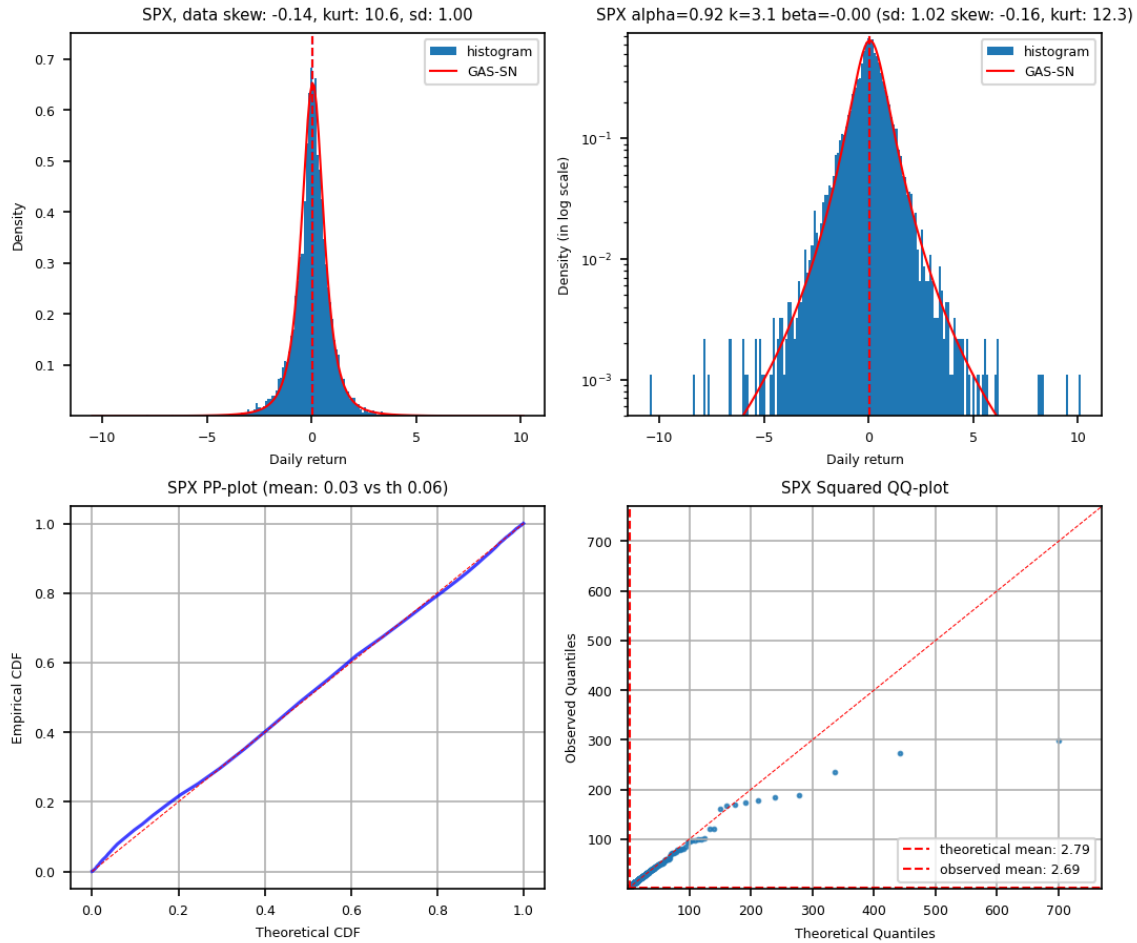 SPX, data skew: -0.14, kurt: 10.6, sd: 1.00
0.7
0.6
0.5
0.4
0.3
0.2
0.1
Density
histogram
GAS-SN
−10
−5
0
5
10
Daily return
SPX alpha=0.92 k=3.1 beta=-0.00 (sd: 1.02 skew: -0.16, kurt: 12.3)
10⁻¹
10⁻²
10⁻³
Density (in log scale)
histogram
GAS-SN
−10
−5
0
5
10
Daily return
SPX PP-plot (mean: 0.03 vs th 0.06)
1.0
0.8
0.6
0.4
0.2
0.0
Empirical CDF
0.0
0.2
0.4
0.6
0.8
1.0
Theoretical CDF
SPX Squared QQ-plot
700
600
500
400
300
200
100
Observed Quantiles
theoretical mean: 2.79
observed mean: 2.69
100
200
300
400
500
600
700
Theoretical Quantiles